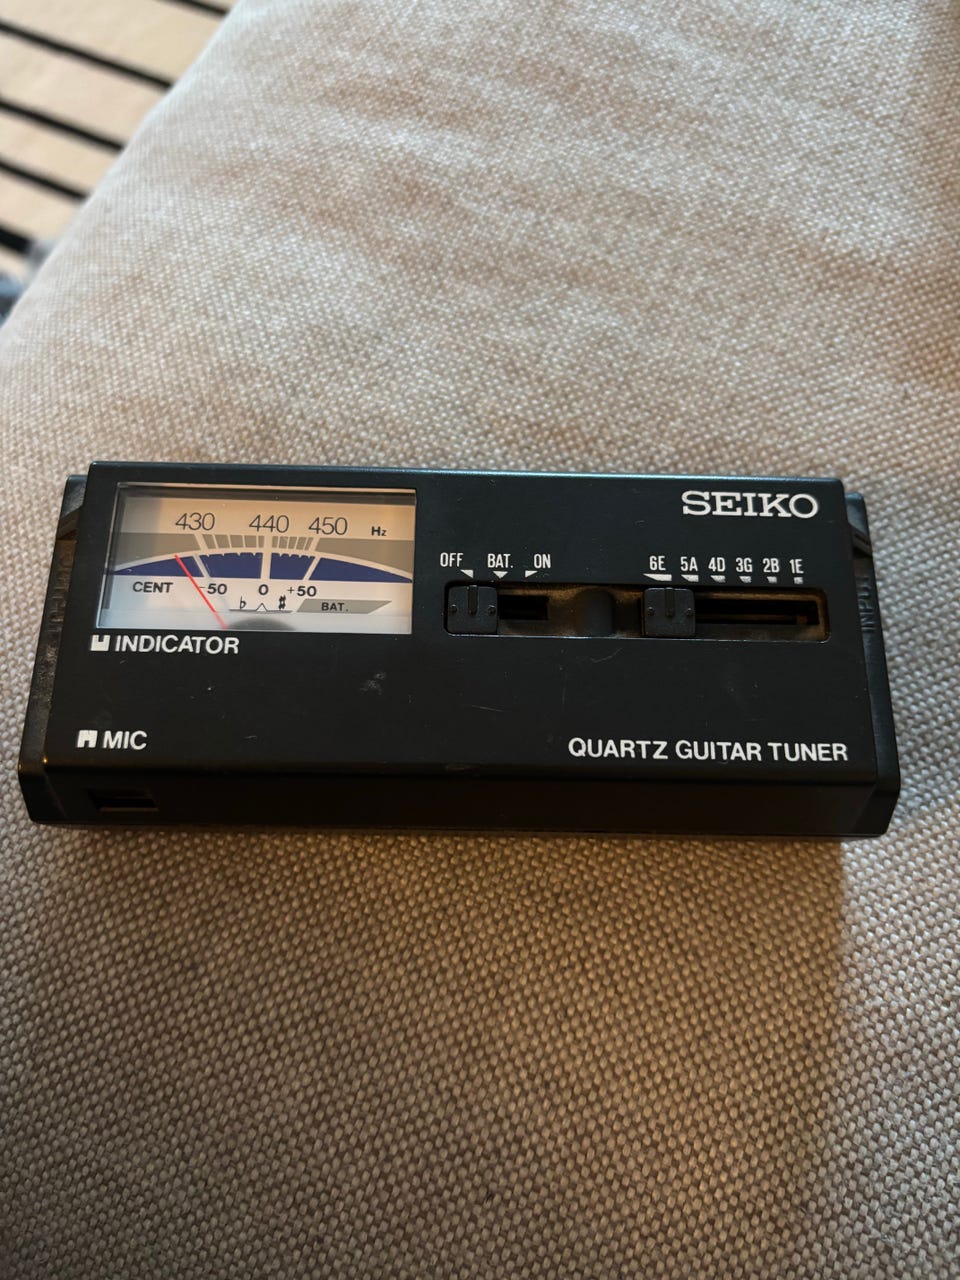 SEIKO
430 440 450 Hz
OFF BAT. ON
6E 5A 4D 3G 2B 1E
CENT -50 0 +50
♭ ♯ BAT.
INDICATOR
MIC
QUARTZ GUITAR TUNER